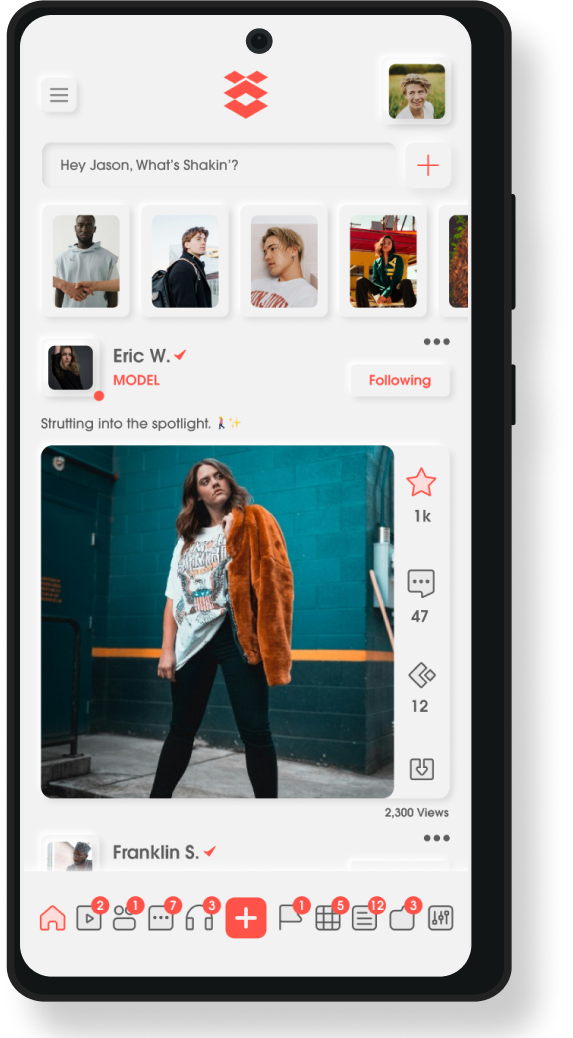 Hey Jason, What's Shakin'?
Eric W.
MODEL
Following
Strutting into the spotlight. 🚶‍♀️✨
1k
47
12
2,300 Views
Franklin S.
2 1 7 3 1 5 12 3